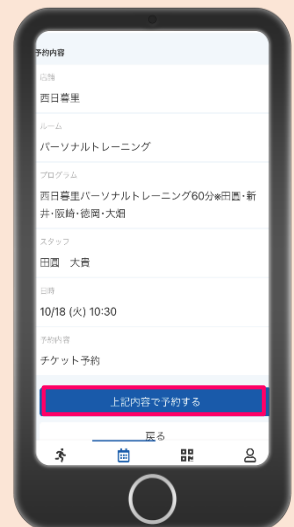 予約内容
店舗
西日暮里
ルーム
パーソナルトレーニング
プログラム
西日暮里パーソナルトレーニング60分※田圓・新
井・阪崎・徳岡・大畑
スタッフ
田圓 大貴
日時
10/18 (火) 10:30
予約内容
チケット予約
上記内容で予約する
戻る